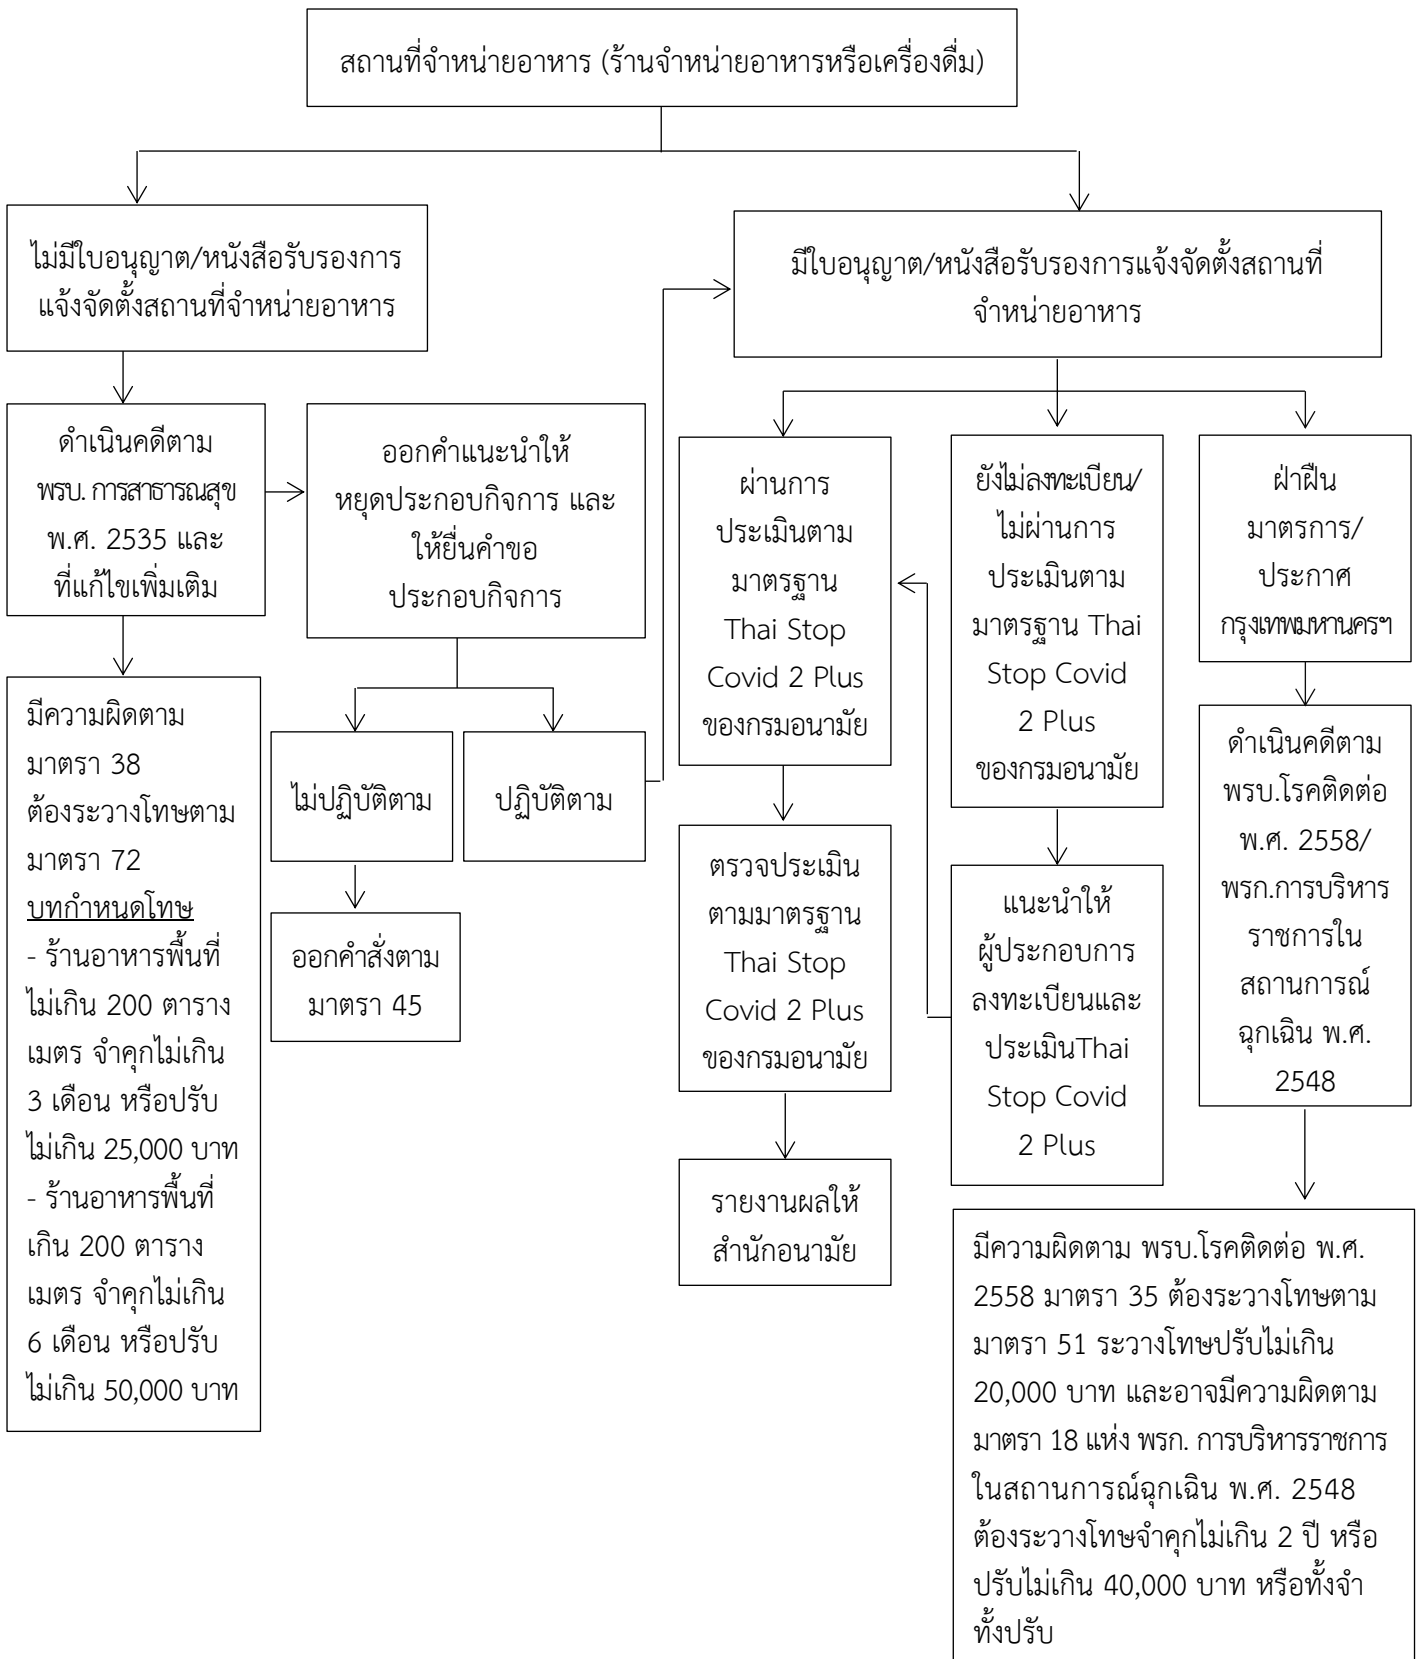 สถานที่จำหน่ายอาหาร (ร้านจำหน่ายอาหารหรือเครื่องดื่ม)
ไม่มีใบอนุญาต/หนังสือรับรองการ
แจ้งจัดตั้งสถานที่จำหน่ายอาหาร
มีใบอนุญาต/หนังสือรับรองการแจ้งจัดตั้งสถานที่
จำหน่ายอาหาร
ดำเนินคดีตาม
พรบ. การสาธารณสุข
พ.ศ. 2535 และ
ที่แก้ไขเพิ่มเติม
ออกคำแนะนำให้
หยุดประกอบกิจการ และ
ให้ยื่นคำขอ
ประกอบกิจการ
ผ่านการ
ประเมินตาม
มาตรฐาน
Thai Stop
Covid 2 Plus
ของกรมอนามัย
ยังไม่ลงทะเบียน/
ไม่ผ่านการ
ประเมินตาม
มาตรฐาน Thai
Stop Covid
2 Plus
ของกรมอนามัย
ฝ่าฝืน
มาตรการ/
ประกาศ
กรุงเทพมหานครฯ
มีความผิดตาม
มาตรา 38
ต้องระวางโทษตาม
มาตรา 72
บทกำหนดโทษ
- ร้านอาหารพื้นที่
ไม่เกิน 200 ตาราง
เมตร จำคุกไม่เกิน
3 เดือน หรือปรับ
ไม่เกิน 25,000 บาท
- ร้านอาหารพื้นที่
เกิน 200 ตาราง
เมตร จำคุกไม่เกิน
6 เดือน หรือปรับ
ไม่เกิน 50,000 บาท
ไม่ปฏิบัติตาม
ปฏิบัติตาม
ออกคำสั่งตาม
มาตรา 45
ตรวจประเมิน
ตามมาตรฐาน
Thai Stop
Covid 2 Plus
ของกรมอนามัย
รายงานผลให้
สำนักอนามัย
แนะนำให้
ผู้ประกอบการ
ลงทะเบียนและ
ประเมินThai
Stop Covid
2 Plus
ดำเนินคดีตาม
พรบ.โรคติดต่อ
พ.ศ. 2558/
พรก.การบริหาร
ราชการใน
สถานการณ์
ฉุกเฉิน พ.ศ.
2548
มีความผิดตาม พรบ.โรคติดต่อ พ.ศ.
2558 มาตรา 35 ต้องระวางโทษตาม
มาตรา 51 ระวางโทษปรับไม่เกิน
20,000 บาท และอาจมีความผิดตาม
มาตรา 18 แห่ง พรก. การบริหารราชการ
ในสถานการณ์ฉุกเฉิน พ.ศ. 2548
ต้องระวางโทษจำคุกไม่เกิน 2 ปี หรือ
ปรับไม่เกิน 40,000 บาท หรือทั้งจำ
ทั้งปรับ